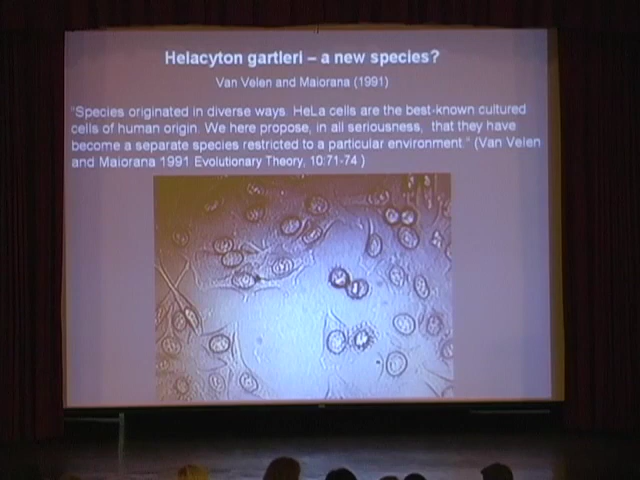 Helacyton gartleri – a new species?
Van Velen and Maiorana (1991)
"Species originated in diverse ways. HeLa cells are the best-known cultured
cells of human origin. We here propose, in all seriousness, that they have
become a separate species restricted to a particular environment." (Van Velen
and Maiorana 1991 Evolutionary Theory, 10:71-74.)